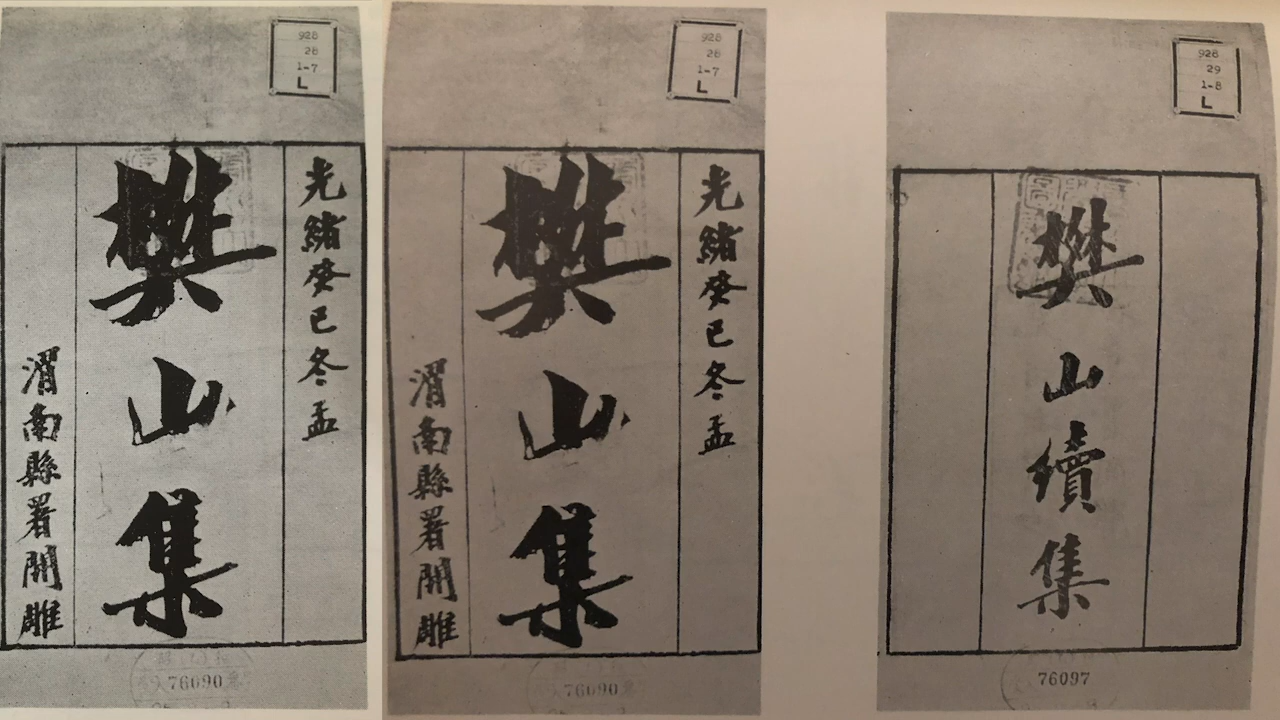 928
28
1-7
L
光緒癸巳冬孟
樊山集
渭南縣署開雕
76090
928
28
1-7
L
光緒癸巳冬孟
樊山集
渭南縣署開雕
76090
928
29
1-8
L
樊山續集
76097